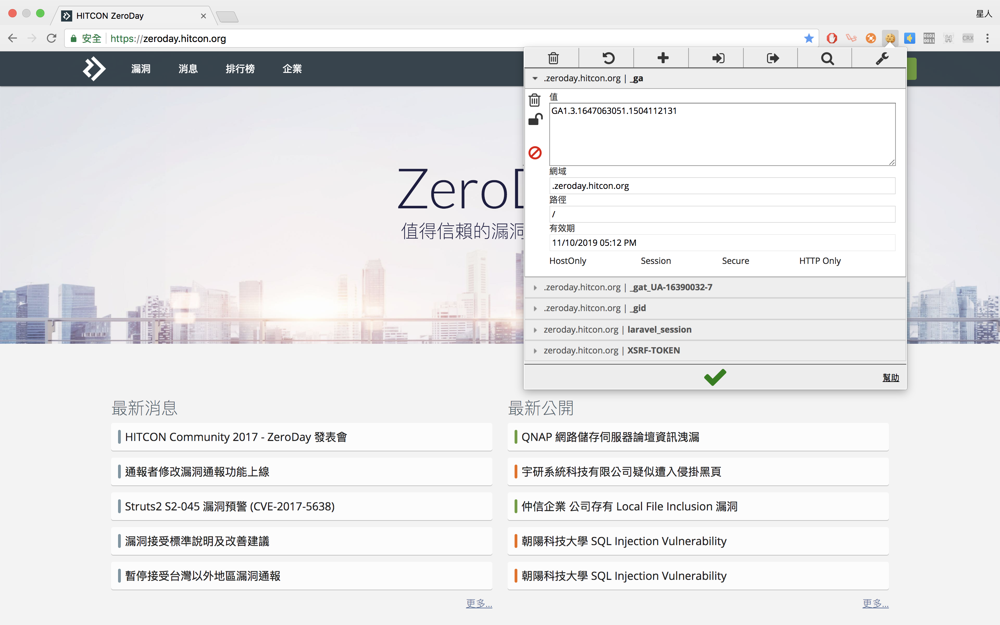 HITCON ZeroDay
星人
安全 https://zeroday.hitcon.org
0101
0011
H
CRX
漏洞 消息 排行榜 企業
.zeroday.hitcon.org | _ga
值
GA1.3.1647063051.1504112131
網域
.zeroday.hitcon.org
路徑
/
有效期
11/10/2019 05:12 PM
HostOnly Session Secure HTTP Only
.zeroday.hitcon.org | _gat_UA-16390032-7
.zeroday.hitcon.org | _gid
zeroday.hitcon.org | laravel_session
zeroday.hitcon.org | XSRF-TOKEN
幫助
Zero
值得信賴的漏洞
最新消息
HITCON Community 2017 - ZeroDay 發表會
通報者修改漏洞通報功能上線
Struts2 S2-045 漏洞預警 (CVE-2017-5638)
漏洞接受標準說明及改善建議
暫停接受台灣以外地區漏洞通報
更多...
最新公開
QNAP 網路儲存伺服器論壇資訊洩漏
宇研系統科技有限公司疑似遭入侵掛黑頁
仲信企業 公司存有 Local File Inclusion 漏洞
朝陽科技大學 SQL Injection Vulnerability
朝陽科技大學 SQL Injection Vulnerability
更多...